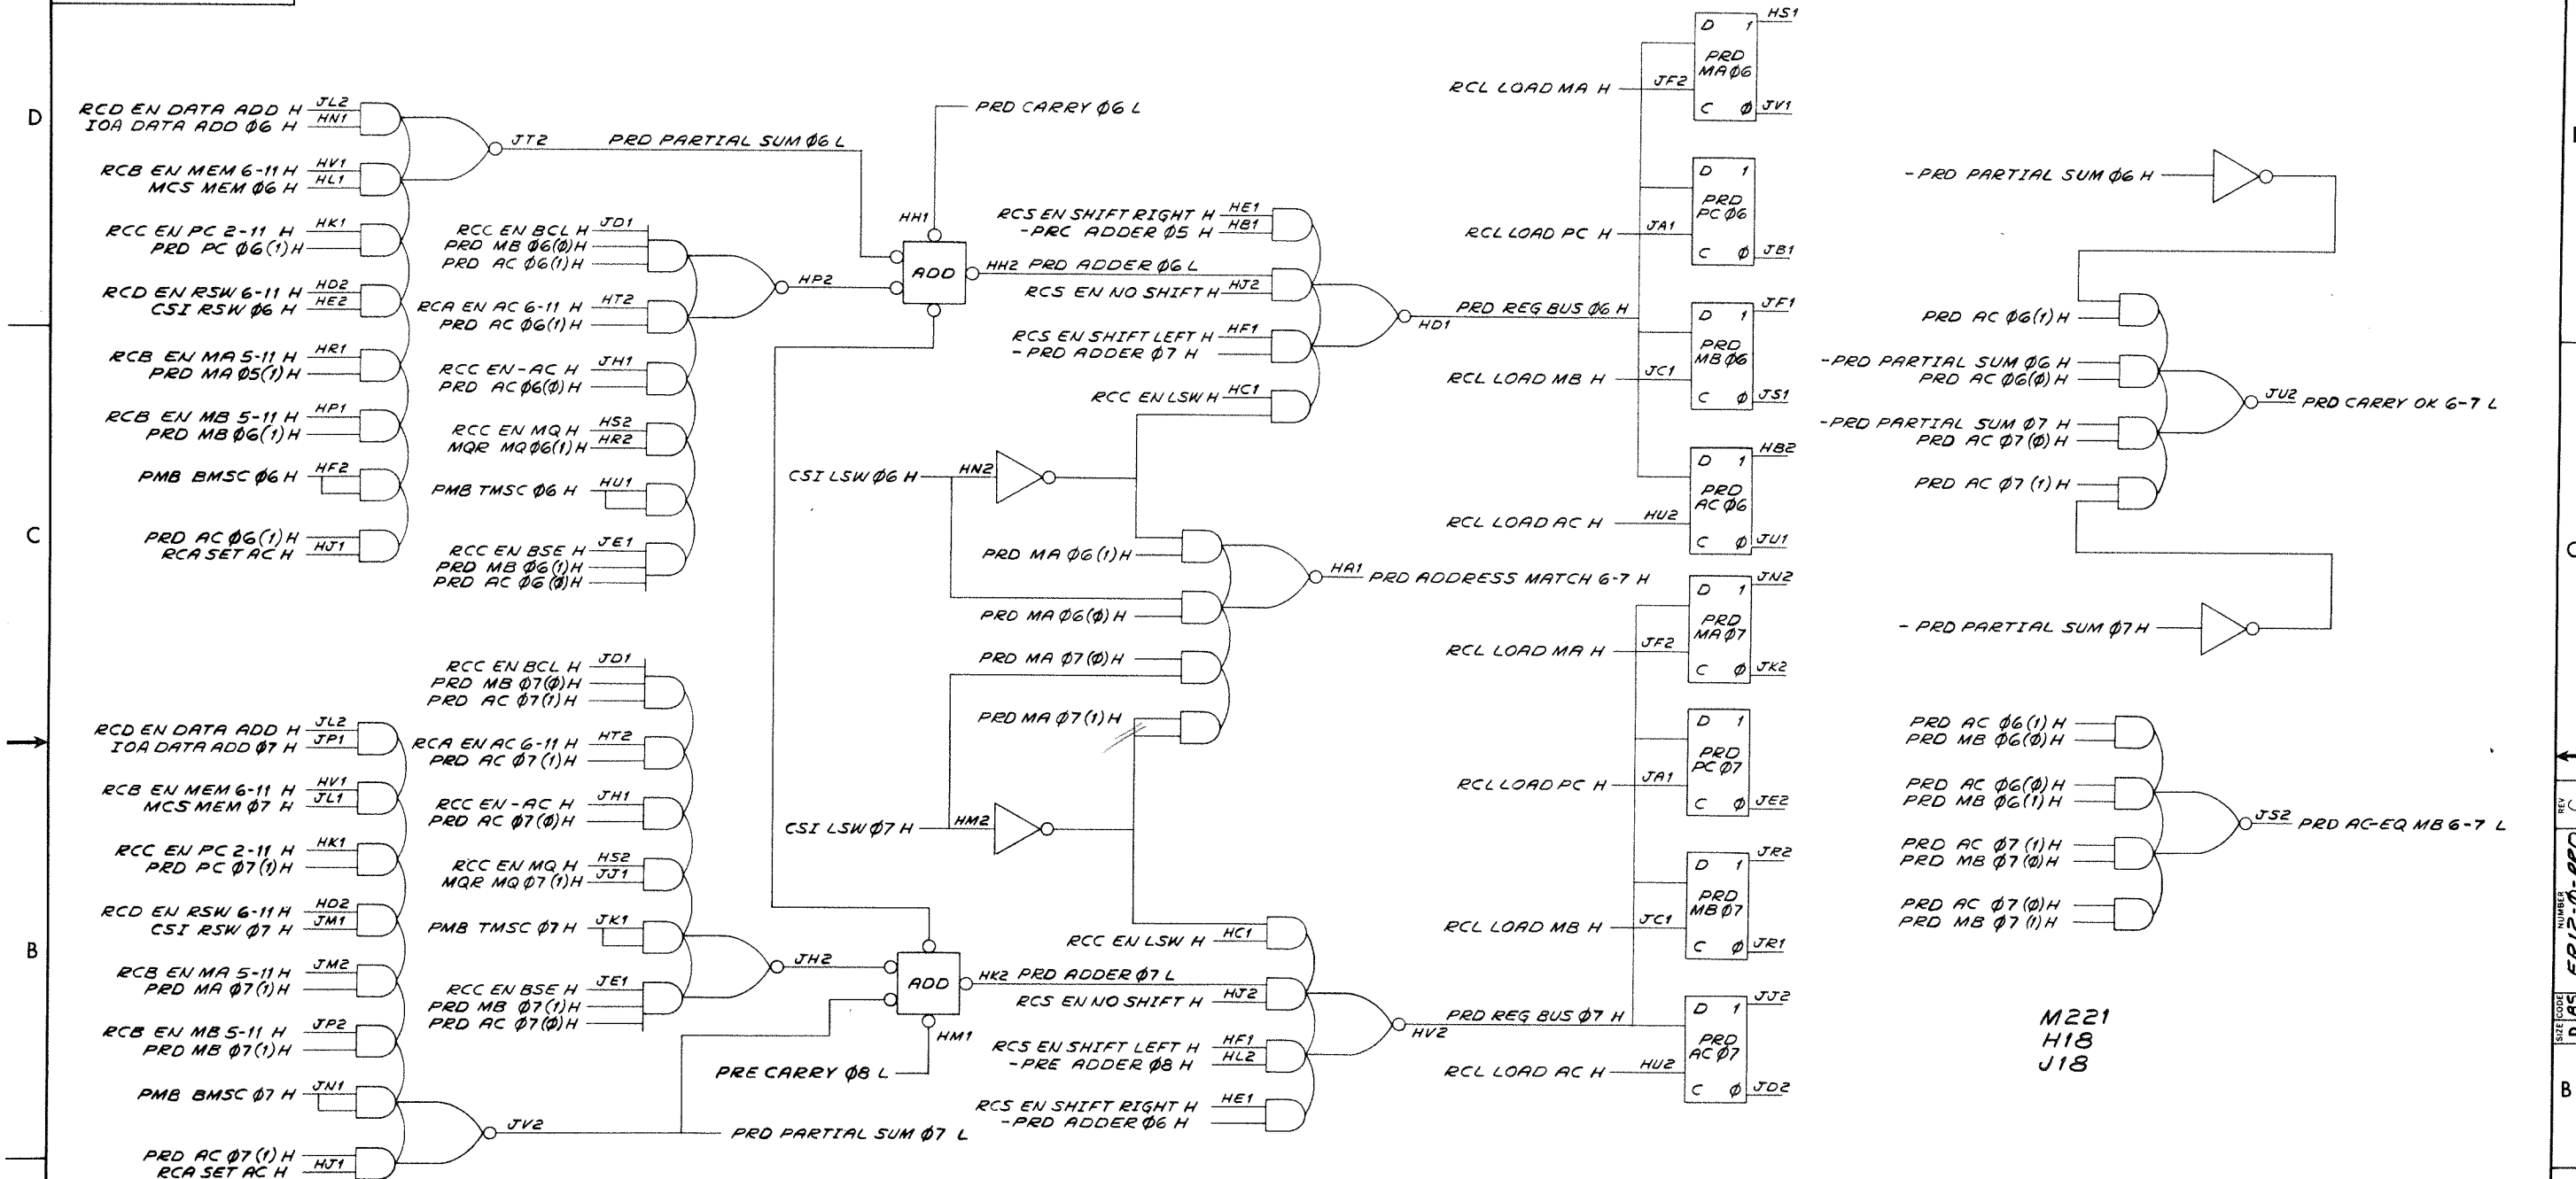 D
RCD EN DATA ADD H JL2
IOA DATA ADD Ø6 H HN1
RCB EN MEM 6-11 H HV1
MCS MEM Ø6 H HL1
RCC EN PC 2-11 H HK1
PRD PC Ø6(1)H
RCD EN RSW 6-11 H HD2
CSI RSW Ø6 H HE2
RCB EN MA 5-11 H HR1
PRD MA Ø5(1)H
RCB EN MB 5-11 H HP1
PRD MB Ø6(1)H
PMB BMSC Ø6 H HF2
PRD AC Ø6(1)H
RCA SET AC H HJ1
C
JT2 PRD PARTIAL SUM Ø6 L
RCC EN BCL H JD1
PRD MB Ø6(Ø)H
PRD AC Ø6(1)H
RCA EN AC 6-11 H HT2
PRD AC Ø6(1)H
RCC EN-AC H JH1
PRD AC Ø6(Ø)H
RCC EN MQ H HS2
MQR MQ Ø6(1)H HR2
PMB TMSC Ø6 H HU1
RCC EN BSE H JE1
PRD MB Ø6(1)H
PRD AC Ø6(Ø)H
HP2
PRD CARRY Ø6 L
HH1
ADD
HH2 PRD ADDER Ø6 L
RCS EN SHIFT RIGHT H HE1
-PRC ADDER Ø5 H HB1
RCS EN NO SHIFT H HJ2
RCS EN SHIFT LEFT H HF1
-PRD ADDER Ø7 H
RCC EN LSW H HC1
HD1
PRD REG BUS Ø6 H
CSI LSW Ø6 H HN2
PRD MA Ø6(1)H
PRD MA Ø6(Ø)H
PRD MA Ø7(Ø)H
PRD MA Ø7(1)H
HA1 PRD ADDRESS MATCH 6-7 H
CSI LSW Ø7 H HM2
RCL LOAD MA H JF2
D 1 HS1
PRD
MA Ø6
C Ø JV1
RCL LOAD PC H JA1
D 1
PRD
PC Ø6
C Ø JB1
RCL LOAD MB H JC1
D 1 JF1
PRD
MB Ø6
C Ø JS1
RCL LOAD AC H HU2
D 1 HB2
PRD
AC Ø6
C Ø JU1
RCL LOAD MA H JF2
D 1 JN2
PRD
MA Ø7
C Ø JK2
RCL LOAD PC H JA1
D 1
PRD
PC Ø7
C Ø JE2
RCL LOAD MB H JC1
D 1 JR2
PRD
MB Ø7
C Ø JR1
RCL LOAD AC H HU2
D 1 JJ2
PRD
AC Ø7
C Ø JD2
-PRD PARTIAL SUM Ø6 H
PRD AC Ø6(1)H
-PRD PARTIAL SUM Ø6 H
PRD AC Ø6(Ø)H
-PRD PARTIAL SUM Ø7 H
PRD AC Ø7(Ø)H
PRD AC Ø7(1)H
JU2 PRD CARRY OK 6-7 L
- PRD PARTIAL SUM Ø7 H
PRD AC Ø6(1)H
PRD MB Ø6(Ø)H
PRD AC Ø6(Ø)H
PRD MB Ø6(1)H
PRD AC Ø7(1)H
PRD MB Ø7(Ø)H
PRD AC Ø7(Ø)H
PRD MB Ø7(1)H
JS2 PRD AC-EQ MB 6-7 L
RCD EN DATA ADD H JL2
IOA DATA ADD Ø7 H JP1
RCB EN MEM 6-11 H HV1
MCS MEM Ø7 H JL1
RCC EN PC 2-11 H HK1
PRD PC Ø7(1)H
RCD EN RSW 6-11 H HD2
CSI RSW Ø7 H JM1
RCB EN MA 5-11 H JM2
PRD MA Ø7(1)H
RCB EN MB 5-11 H JP2
PRD MB Ø7(1)H
PMB BMSC Ø7 H JN1
PRD AC Ø7(1)H
RCA SET AC H HJ1
B
JV2 PRD PARTIAL SUM Ø7 L
RCC EN BCL H JD1
PRD MB Ø7(Ø)H
PRD AC Ø7(1)H
RCA EN AC 6-11 H HT2
PRD AC Ø7(1)H
RCC EN-AC H JH1
PRD AC Ø7(Ø)H
RCC EN MQ H HS2
MQR MQ Ø7(1)H JJ1
PMB TMSC Ø7 H JK1
RCC EN BSE H JE1
PRD MB Ø7(1)H
PRD AC Ø7(Ø)H
JH2
ADD
HM1
PRE CARRY Ø8 L
HK2 PRD ADDER Ø7 L
RCC EN LSW H HC1
RCS EN NO SHIFT H HJ2
RCS EN SHIFT LEFT H HF1
-PRE ADDER Ø8 H HL2
RCS EN SHIFT RIGHT H HE1
-PRD ADDER Ø6 H
HV2
PRD REG BUS Ø7 H
M221
H18
J18
REV
NUMBER
SIZE CODE
B